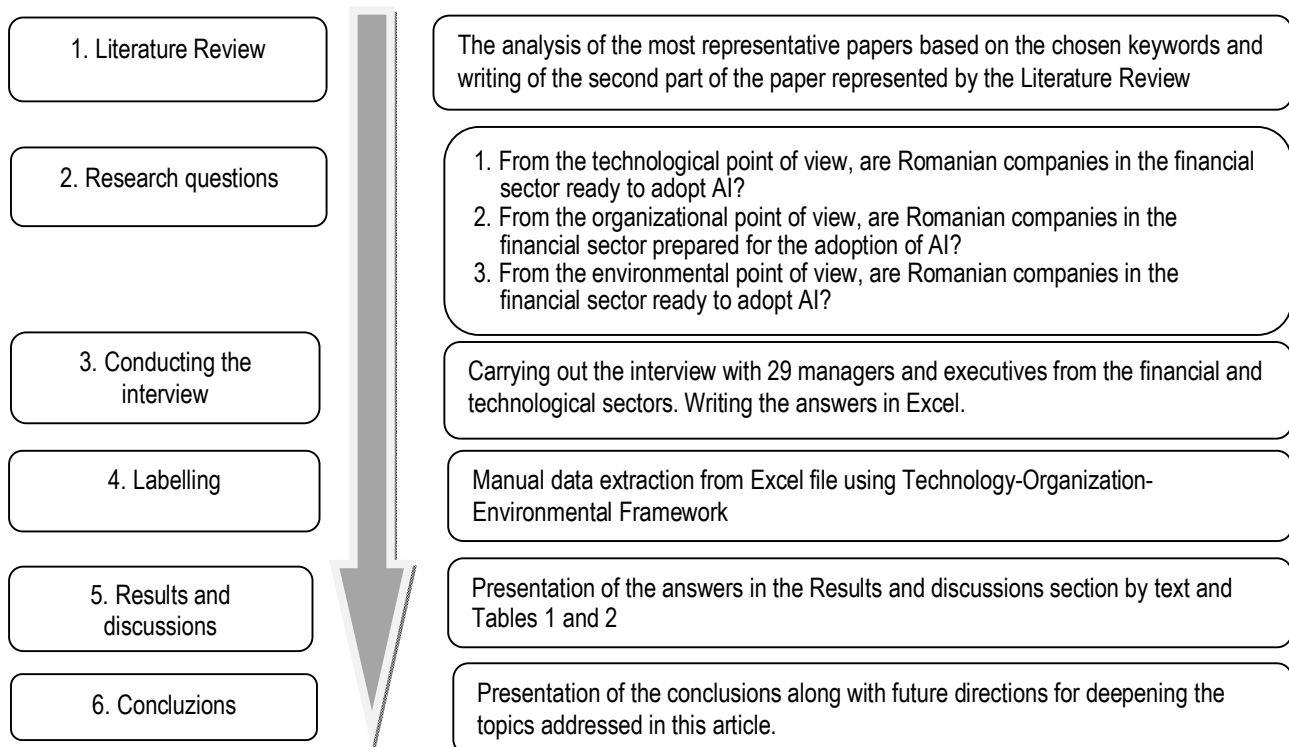 1. Literature Review
The analysis of the most representative papers based on the chosen keywords and
writing of the second part of the paper represented by the Literature Review
2. Research questions
1. From the technological point of view, are Romanian companies in the financial
sector ready to adopt AI?
2. From the organizational point of view, are Romanian companies in the
financial sector prepared for the adoption of AI?
3. From the environmental point of view, are Romanian companies in the
financial sector ready to adopt AI?
3. Conducting the
interview
Carrying out the interview with 29 managers and executives from the financial and
technological sectors. Writing the answers in Excel.
4. Labelling
Manual data extraction from Excel file using Technology-Organization-
Environmental Framework
5. Results and
discussions
Presentation of the answers in the Results and discussions section by text and
Tables 1 and 2
6. Concluzions
Presentation of the conclusions along with future directions for deepening the
topics addressed in this article.